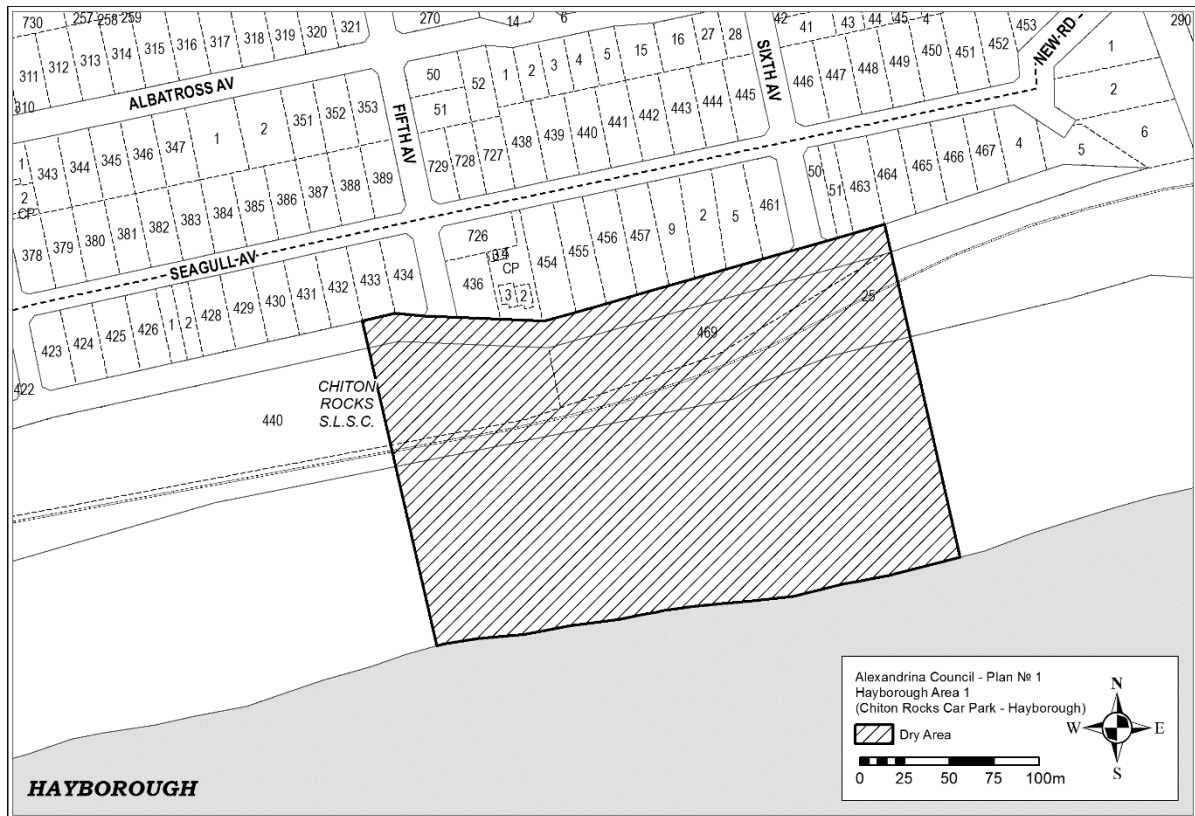 730 257 258 259 270 14 6 42 41 43 44 45 4 453 290
311 312 313 314 315 316 317 318 319 320 321
310
50 52 1 2 3 4 5 15 16 27 28
51
446 447 448 449 450 451 452
1
2
NEW-RD
SIXTH AV
ALBATROSS AV
FIFTH AV
1 343 344 345 346 347 1 2 351 352 353
2
CP
729 728 727 438 439 440 441 442 443 444 445
378 379 380 381 382 383 384 385 386 387 388 389
50 51 463 464 465 466 467 4 5 6
SEAGULL-AV
726
436
CP
3 2
454 455 456 457 9 2 5 461
422 423 424 425 426 1 2 428 429 430 431 432 433 434
25
469
CHITON
ROCKS
S.L.S.C.
440
HAYBOROUGH
Alexandrina Council - Plan № 1
Hayborough Area 1
(Chiton Rocks Car Park - Hayborough)
Dry Area
0 25 50 75 100m
N
W E
S